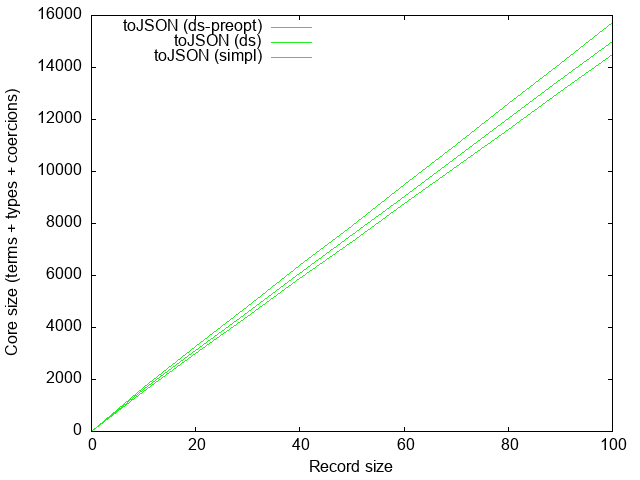 16000
14000
12000
10000
8000
6000
4000
2000
0
toJSON (ds-preopt)
toJSON (ds)
toJSON (simpl)
Core size (terms + types + coercions)
0 20 40 60 80 100
Record size